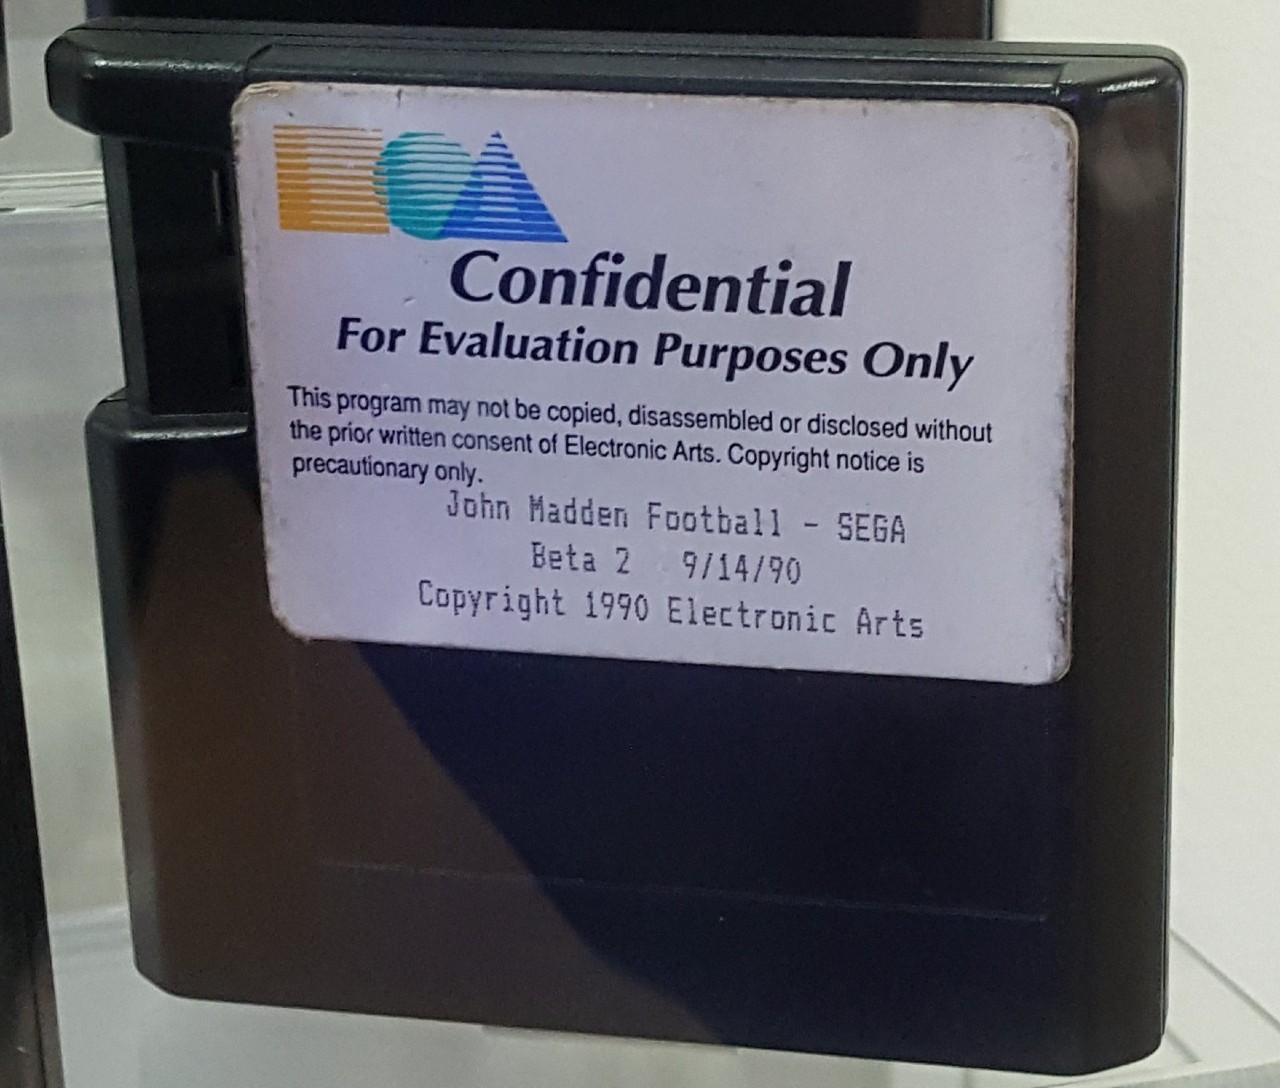 Confidential
For Evaluation Purposes Only
This program may not be copied, disassembled or disclosed without
the prior written consent of Electronic Arts. Copyright notice is
precautionary only.
John Madden Football - SEGA
Beta 2 9/14/90
Copyright 1990 Electronic Arts